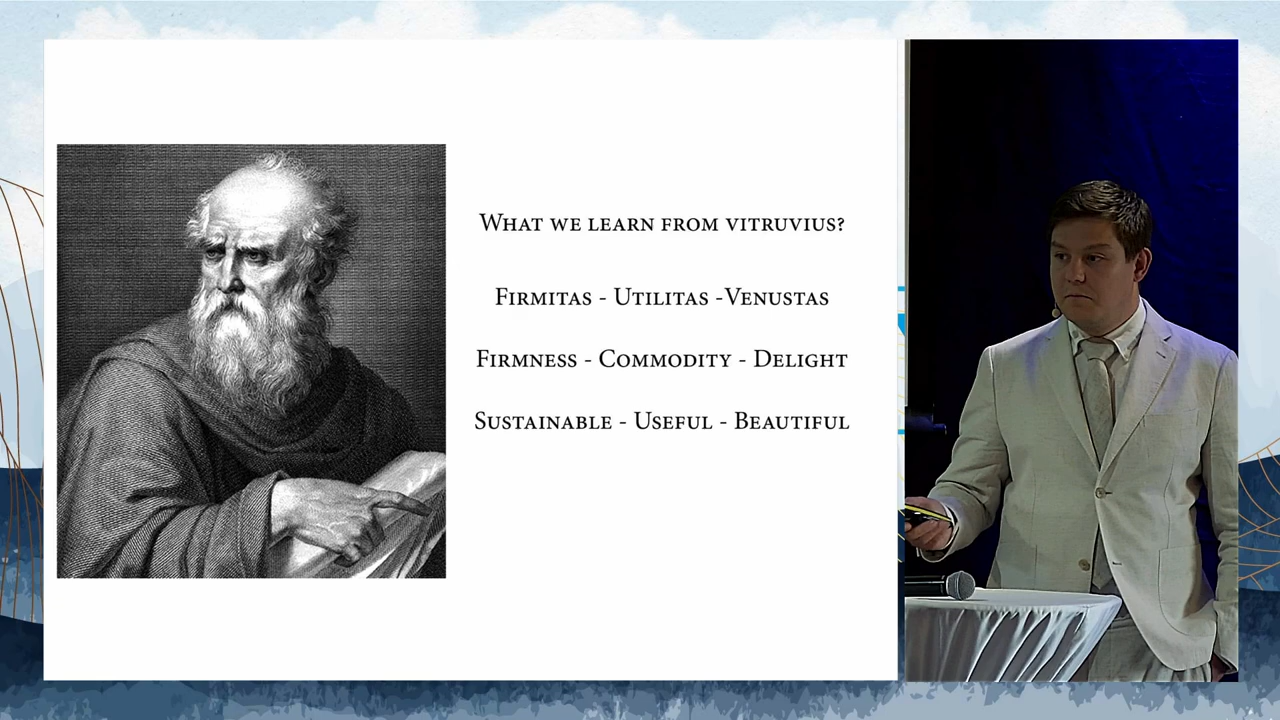 What we learn from vitruvius?
Firmitas - Utilitas -Venustas
Firmness - Commodity - Delight
Sustainable - Useful - Beautiful